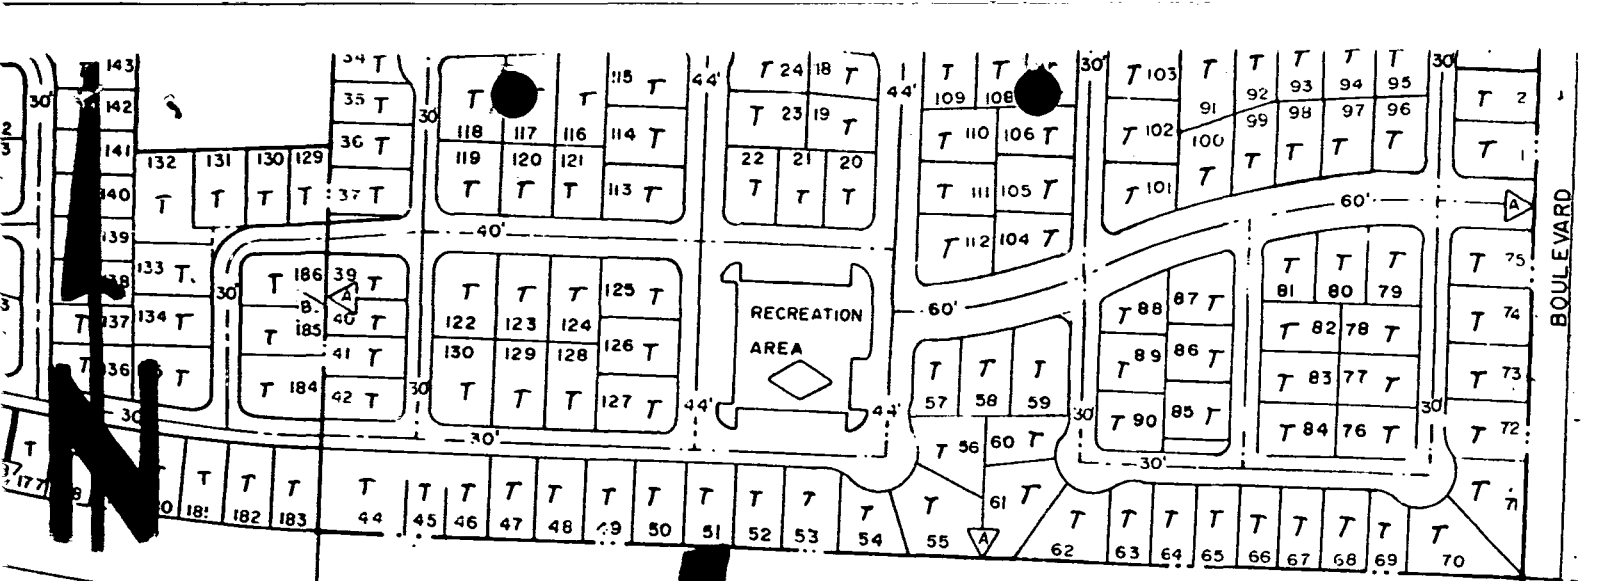 143 34 T 115 T 44' T 24 18 T T T 44' 30' T 103 T T T T 30'
30' 142 35 T T T 109 108 91 92 93 94 95 T 2
30' 118 117 116 114 T T 23 19 T 110 106 T T 102 99 98 97 96
141 36 T 100 T T T T T 1
132 131 130 129 119 120 121 22 21 20
T T T T 37 T T T T 113 T T T T T 111 105 T T 101 T
140 60' A
139 40' T 112 104 T
133 T. T 186 39 T T T T 125 T T T T T 75
138 30' B. A 88 87 T 81 80 79
137 134 T 185 40 T 122 123 124 RECREATION 60' T T 82 78 T T 74
T 41 T 130 129 128 126 T AREA T T T T 89 86 T
136 T T 184 42 T 30' T T T 127 T 44' 44' 57 58 59 T 83 77 T T 73
30 30' 30' T 90 85 T 30'
T T 56 60 T T 84 76 T T 72
177 T T T T T T T T T T T T T T 61 T 30' T 71
181 182 183 44 45 46 47 48 49 50 51 52 53 54 55 A 62 63 64 65 66 67 68 69 70
T T T T T T T T T
BOULEVARD
N